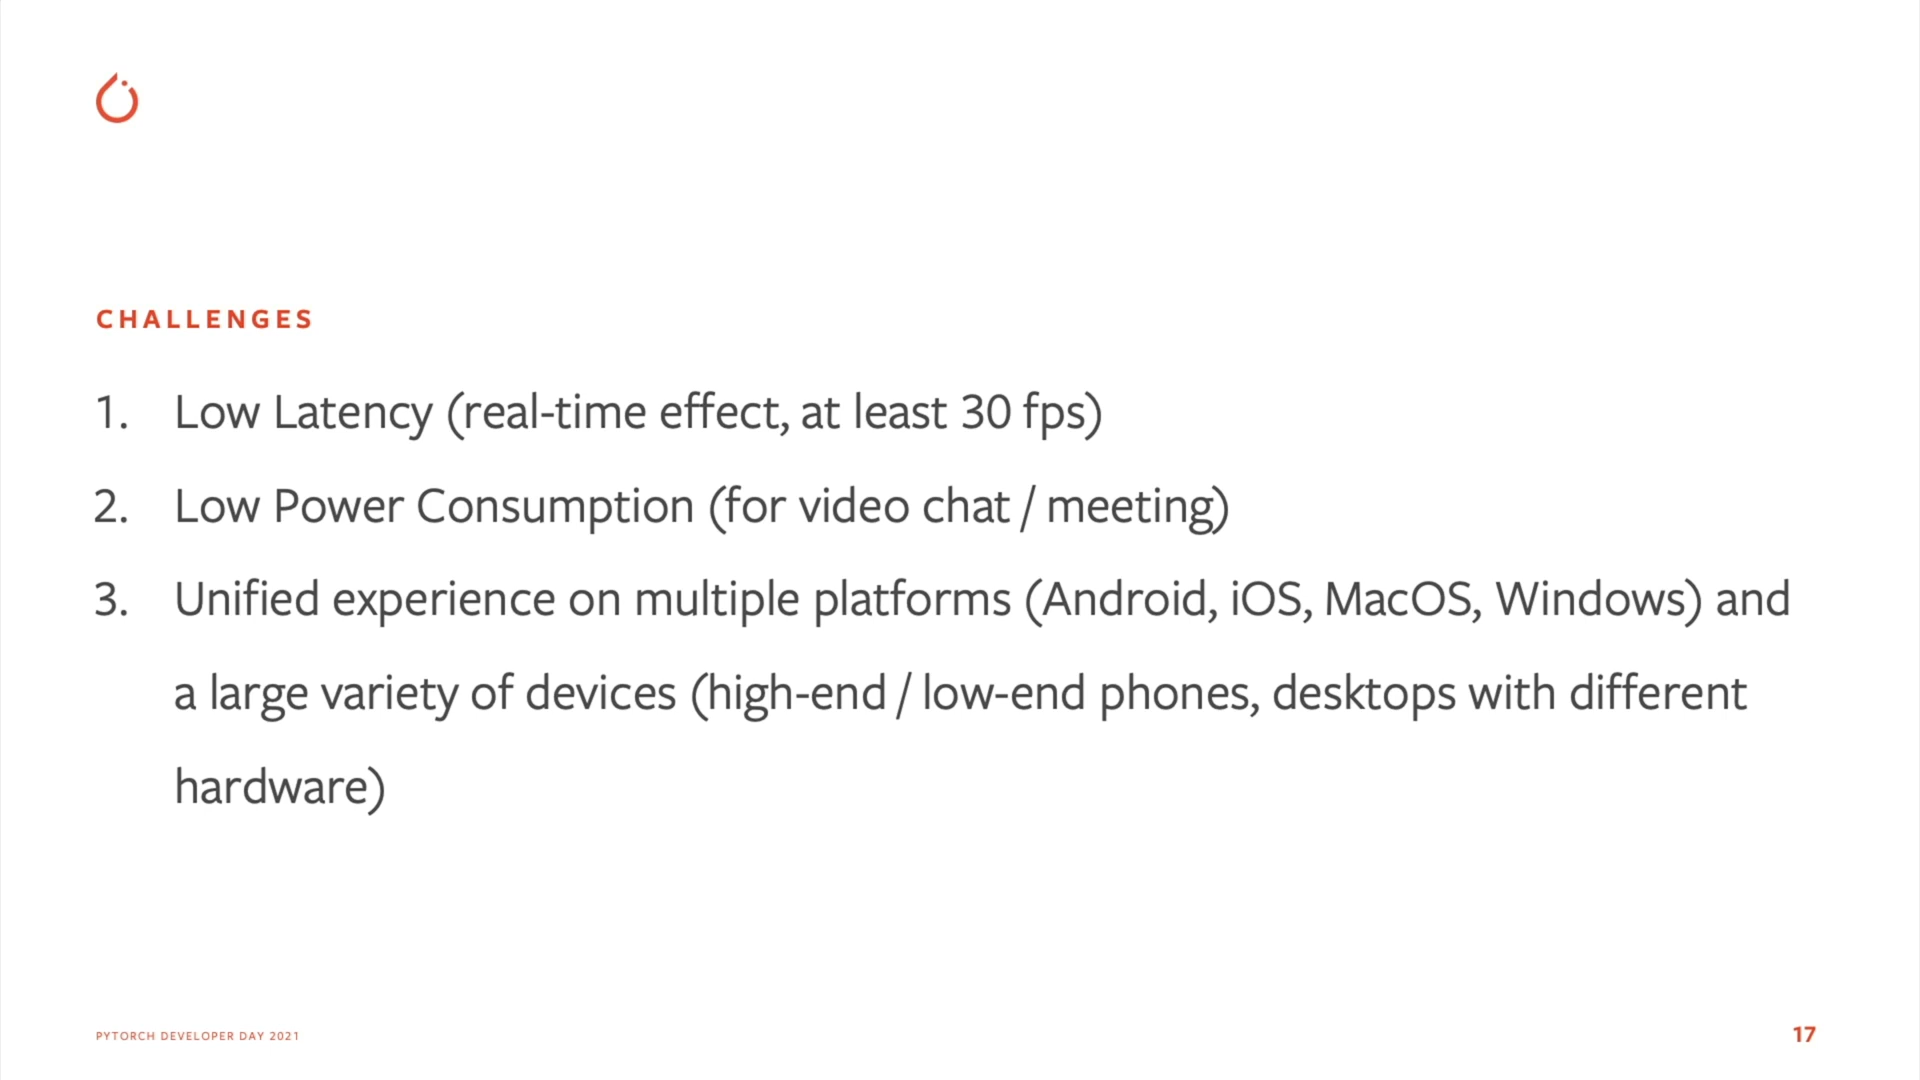 CHALLENGES
1. Low Latency (real-time effect, at least 30 fps)
2. Low Power Consumption (for video chat / meeting)
3. Unified experience on multiple platforms (Android, iOS, MacOS, Windows) and
a large variety of devices (high-end / low-end phones, desktops with different
hardware)
PYTORCH DEVELOPER DAY 2021
17